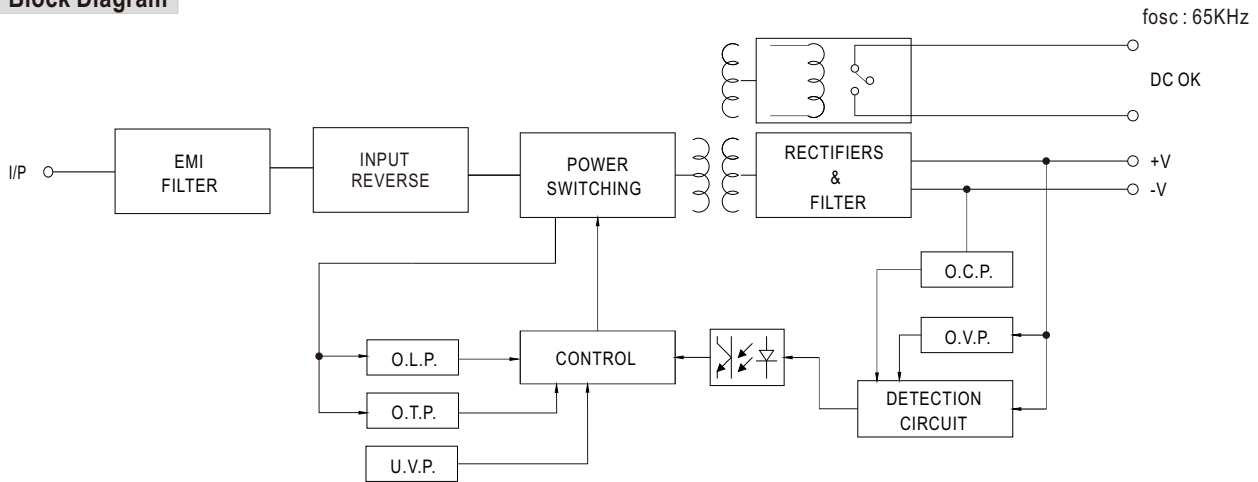 Block Diagram
fosc : 65KHz
DC OK
I/P
EMI
FILTER
INPUT
REVERSE
POWER
SWITCHING
RECTIFIERS
&
FILTER
+V
-V
O.C.P.
O.V.P.
O.L.P.
CONTROL
DETECTION
CIRCUIT
O.T.P.
U.V.P.